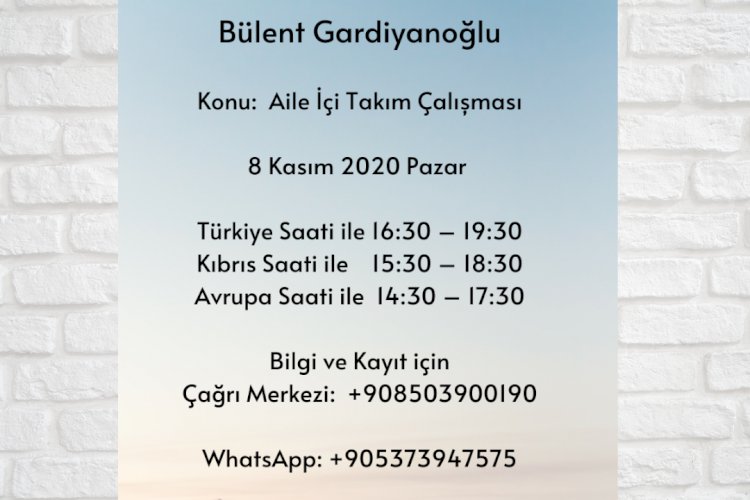 Bülent Gardiyanoğlu
Konu: Aile İçi Takım Çalışması
8 Kasım 2020 Pazar
Türkiye Saati ile 16:30 – 19:30
Kıbrıs Saati ile 15:30 – 18:30
Avrupa Saati ile 14:30 – 17:30
Bilgi ve Kayıt için
Çağrı Merkezi: +908503900190
WhatsApp: +905373947575